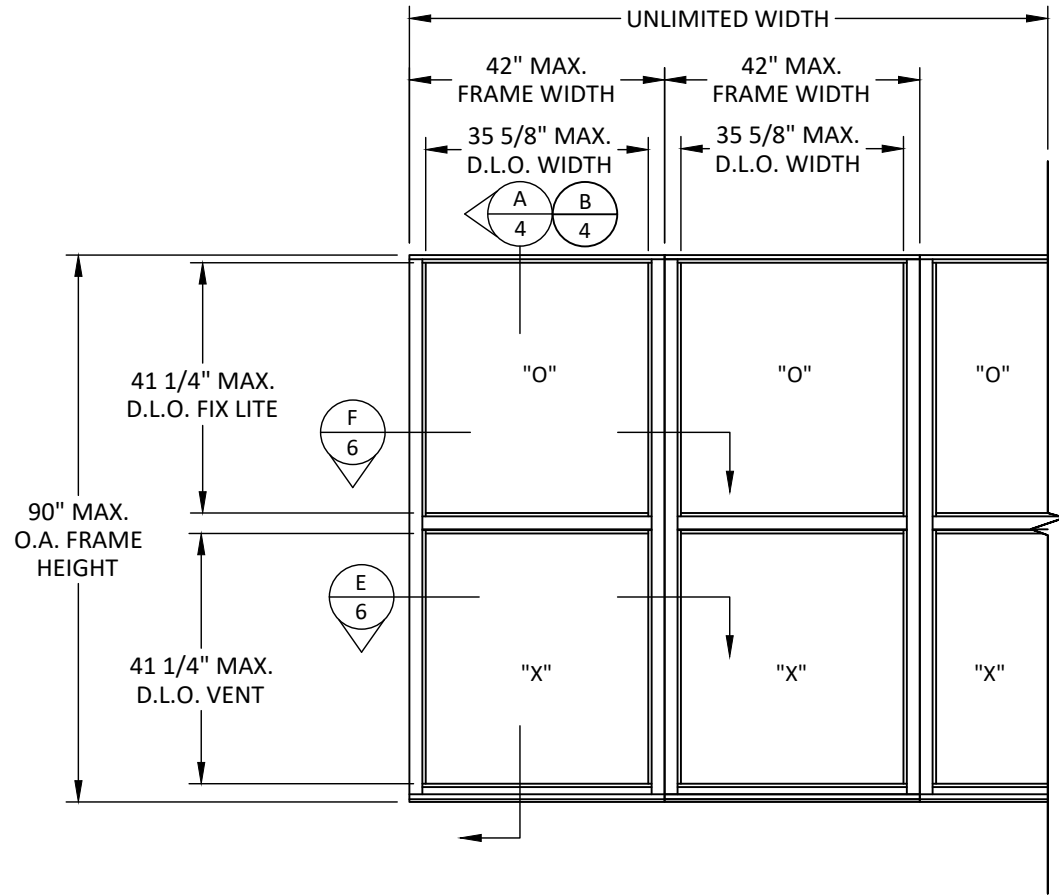 UNLIMITED WIDTH
42" MAX.
FRAME WIDTH
42" MAX.
FRAME WIDTH
35 5/8" MAX.
D.L.O. WIDTH
35 5/8" MAX.
D.L.O. WIDTH
A
4
B
4
"O"
"O"
"O"
41 1/4" MAX.
D.L.O. FIX LITE
F
6
90" MAX.
O.A. FRAME
HEIGHT
E
6
41 1/4" MAX.
D.L.O. VENT
"X"
"X"
"X"